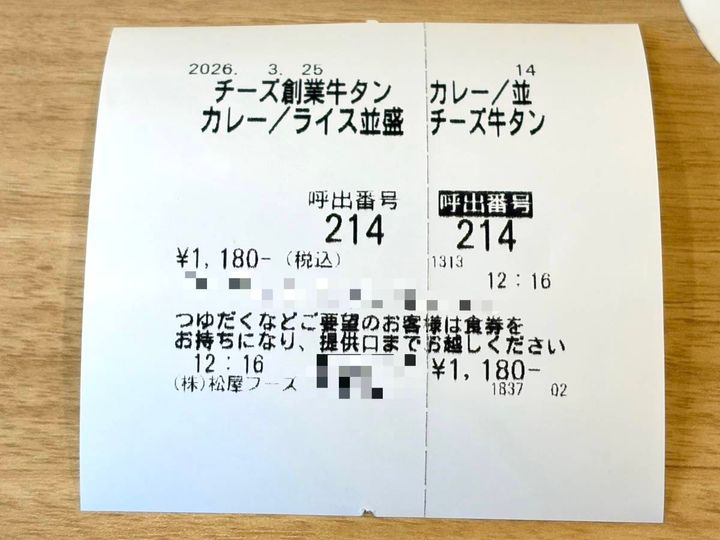 2026. 3. 25 14
チーズ創業牛タン カレー／並
カレー／ライス並盛 チーズ牛タン
呼出番号 呼出番号
214 214
¥1,180-（税込） 1313
12：16
つゆだくなどご要望のお客様は食券を
お持ちになり、提供口までお越しください
12：16 ¥1,180-
（株）松屋フーズ 1837 02